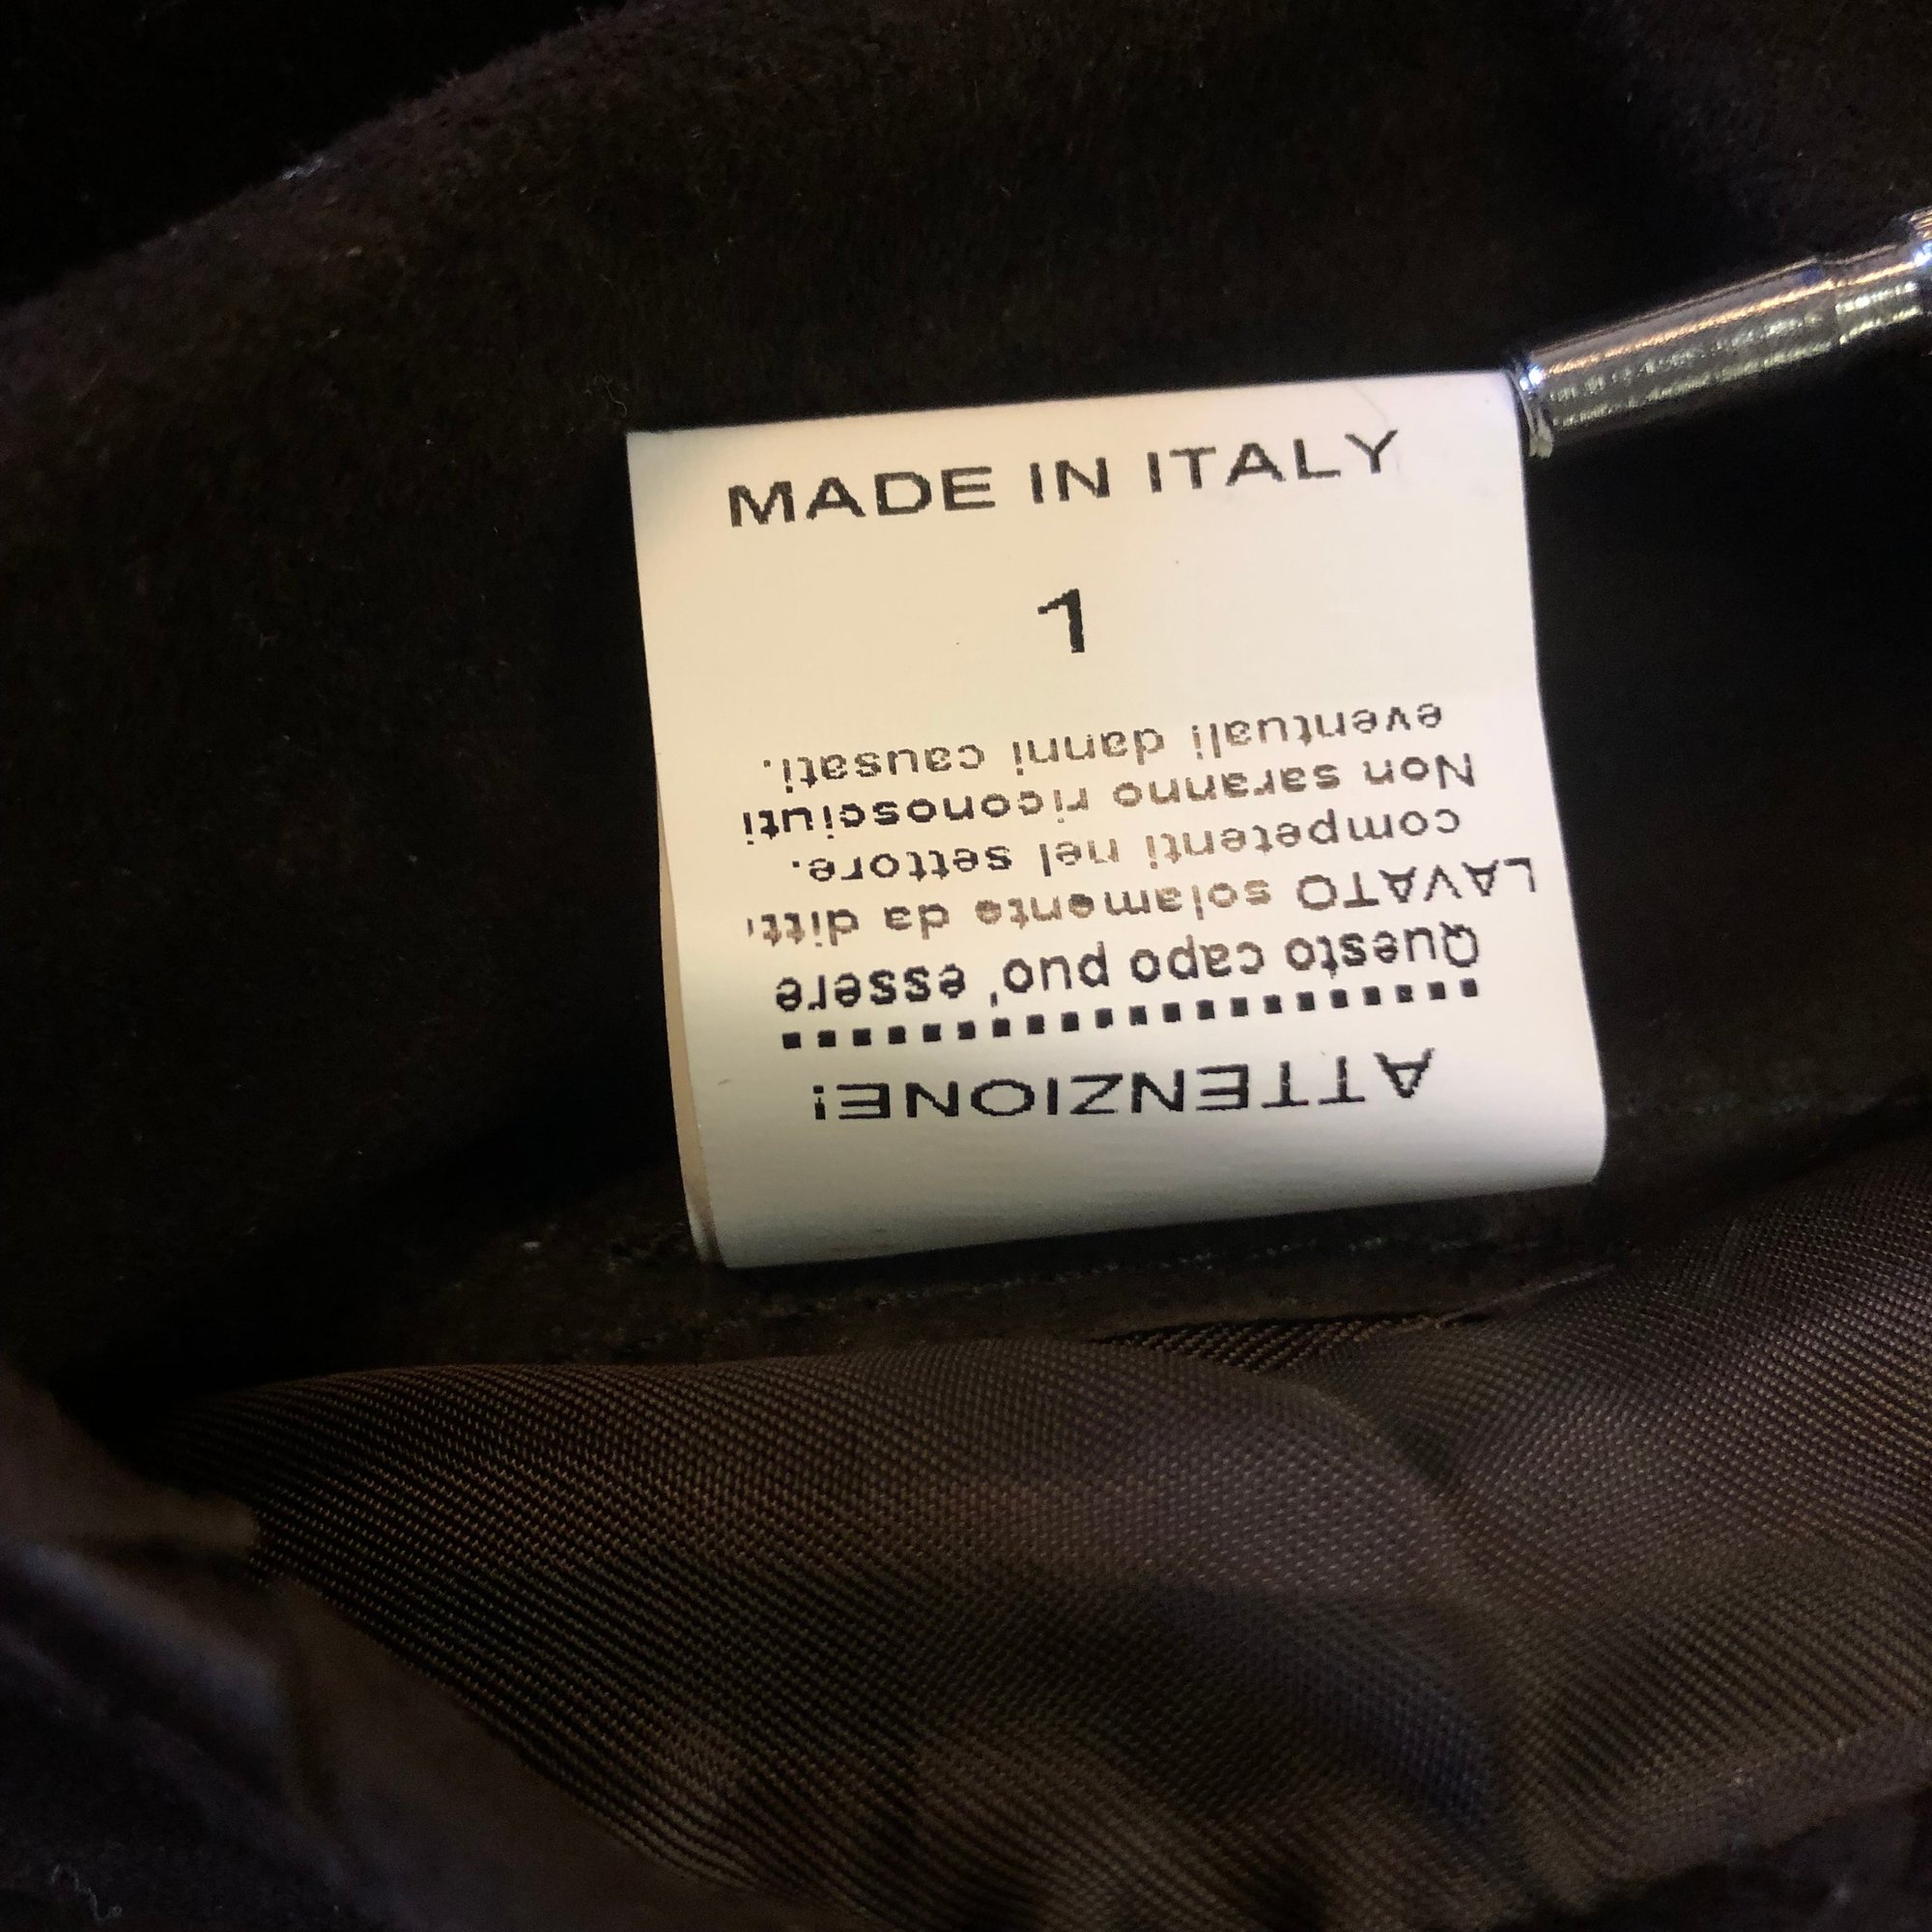 MADE IN ITALY
1
ATTENZIONE!
Questo capo puo' essere
LAVATO solamente da ditte
competenti nel settore.
Non saranno riconosciuti
eventuali danni causati.